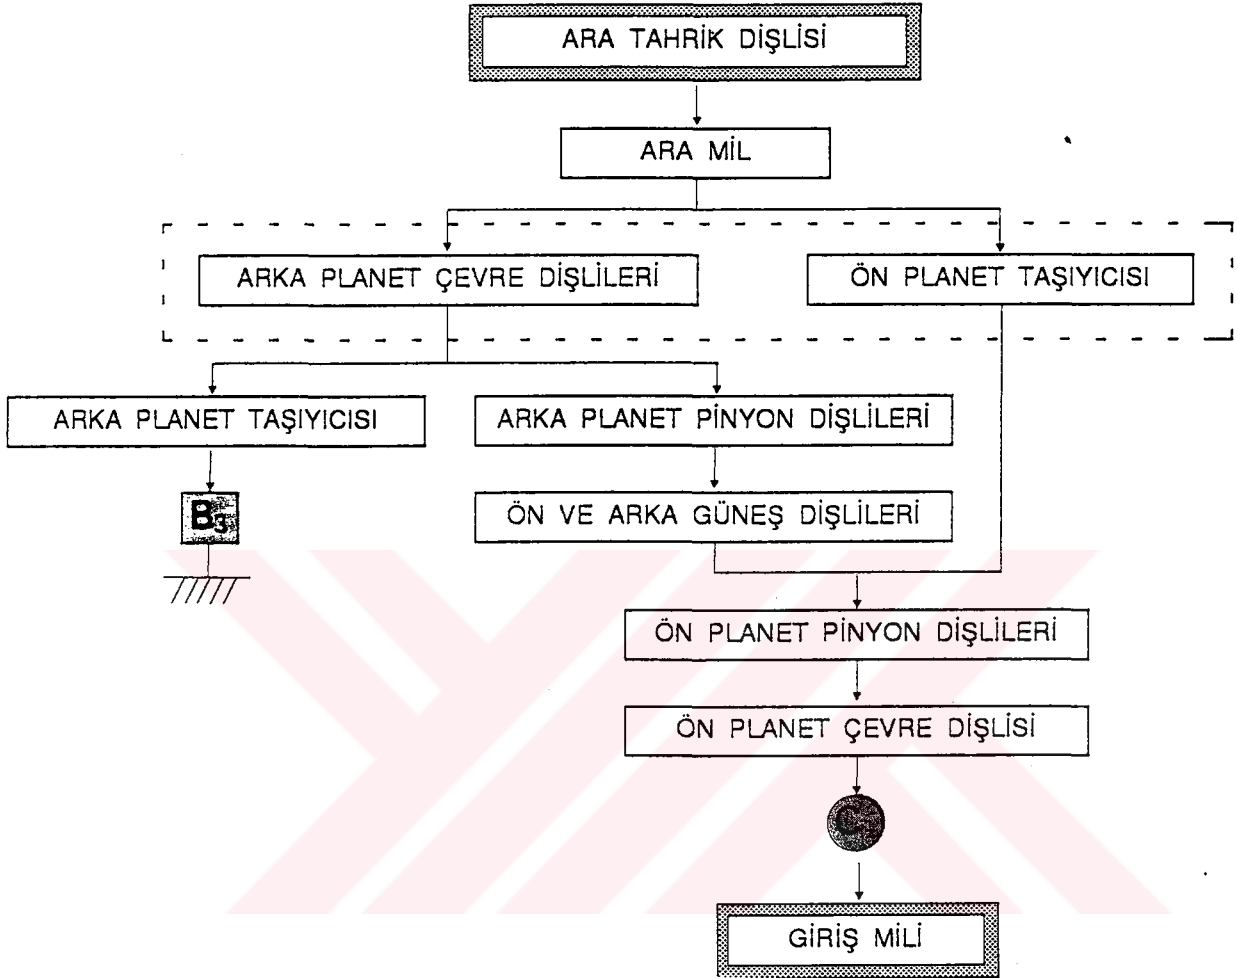 ARA TAHRİK DİŞLİSİ
ARA MİL
ARKA PLANET ÇEVRE DİŞLİLERİ
ÖN PLANET TAŞIYICISI
ARKA PLANET TAŞIYICISI
ARKA PLANET PİNYON DİŞLİLERİ
B3
ÖN VE ARKA GÜNEŞ DİŞLİLERİ
ÖN PLANET PİNYON DİŞLİLERİ
ÖN PLANET ÇEVRE DİŞLİSİ
GİRİŞ MİLİ